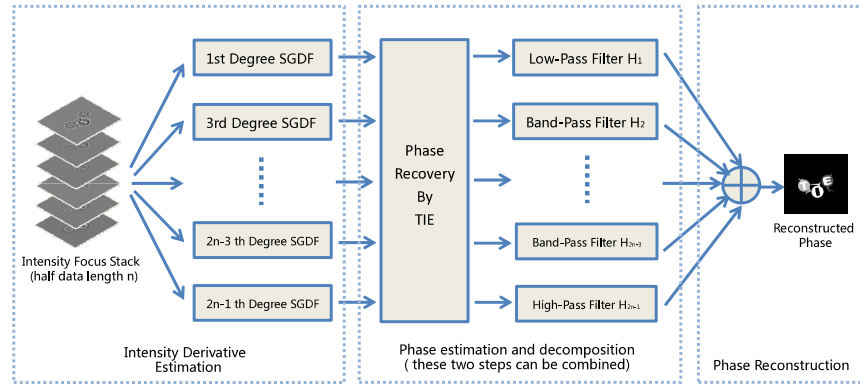 1st Degree SGDF
3rd Degree SGDF
2n-3 th Degree SGDF
2n-1 th Degree SGDF
Intensity Focus Stack
(half data length n)
Intensity Derivative
Estimation
Phase
Recovery
By
TIE
Low-Pass Filter H1
Band-Pass Filter H2
Band-Pass Filter H2n-3
High-Pass Filter H2n-1
Phase estimation and decomposition
( these two steps can be combined)
Reconstructed
Phase
Phase Reconstruction